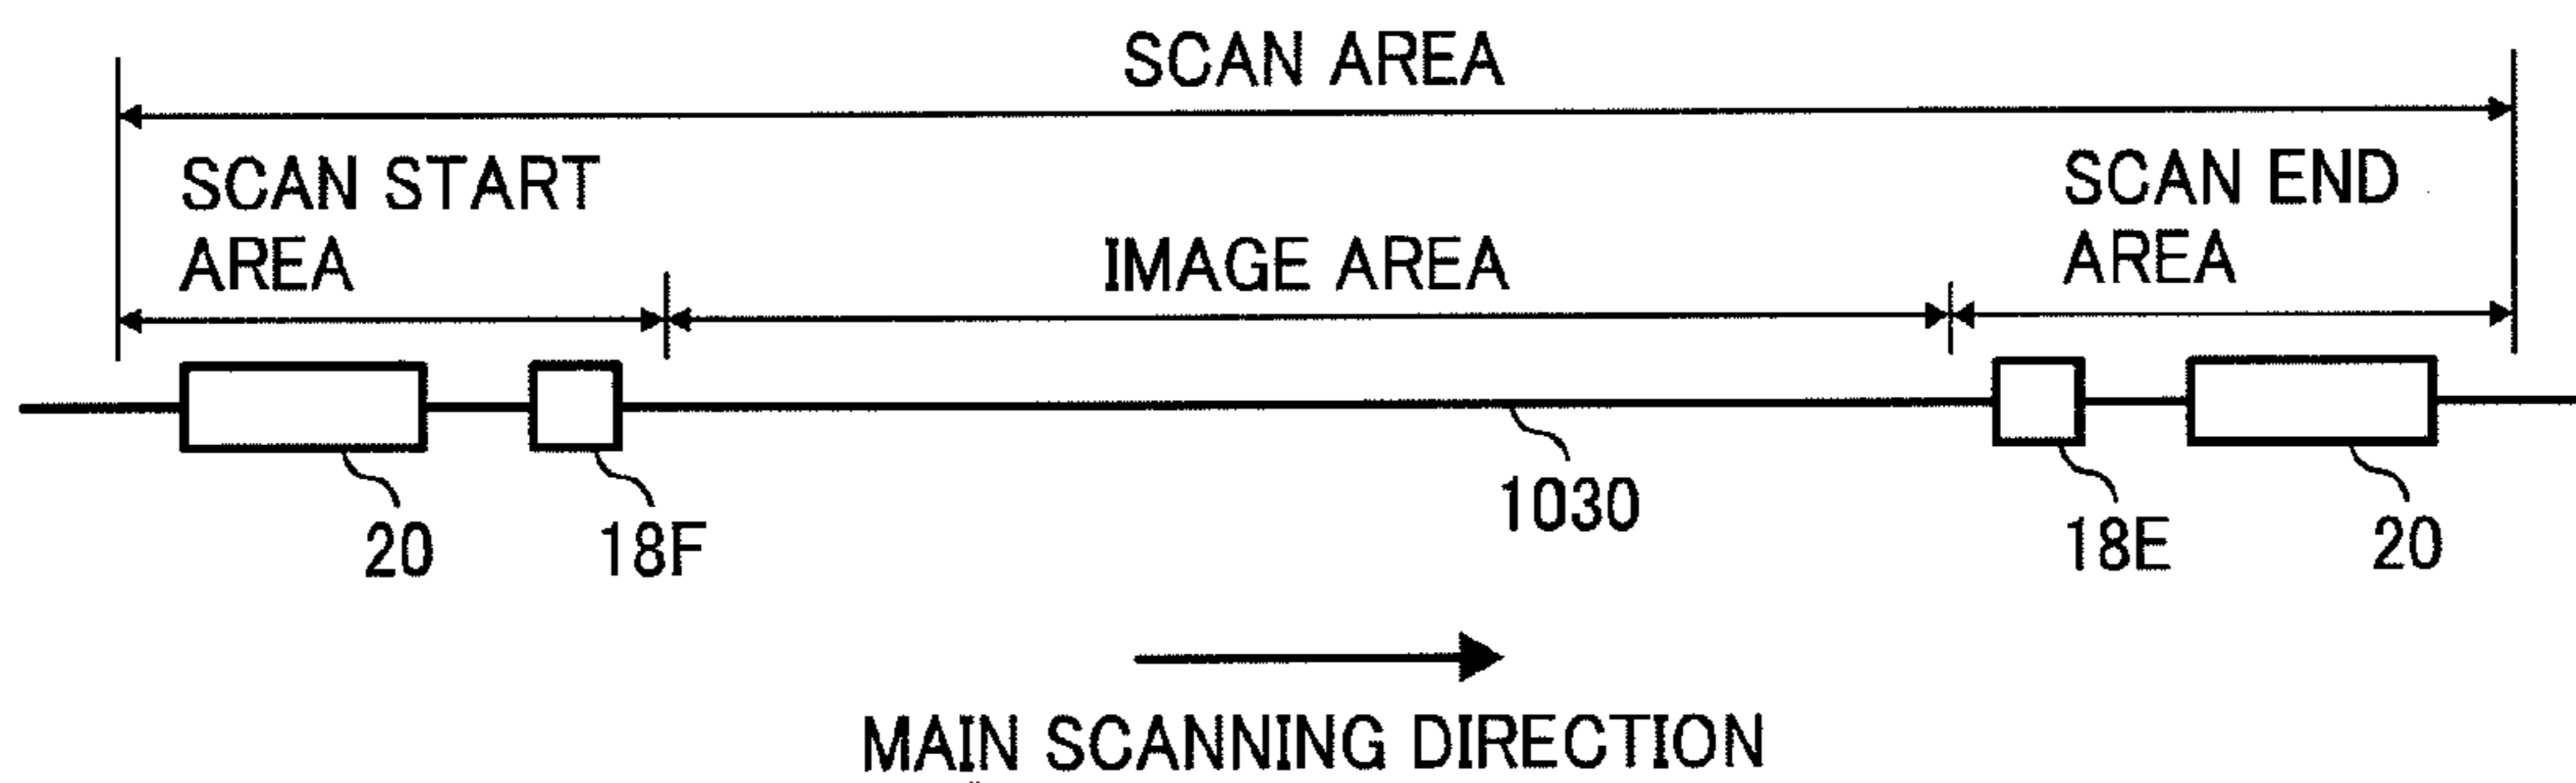 SCAN AREA
SCAN START
AREA
IMAGE AREA
SCAN END
AREA
20
18F
1030
18E
20
MAIN SCANNING DIRECTION